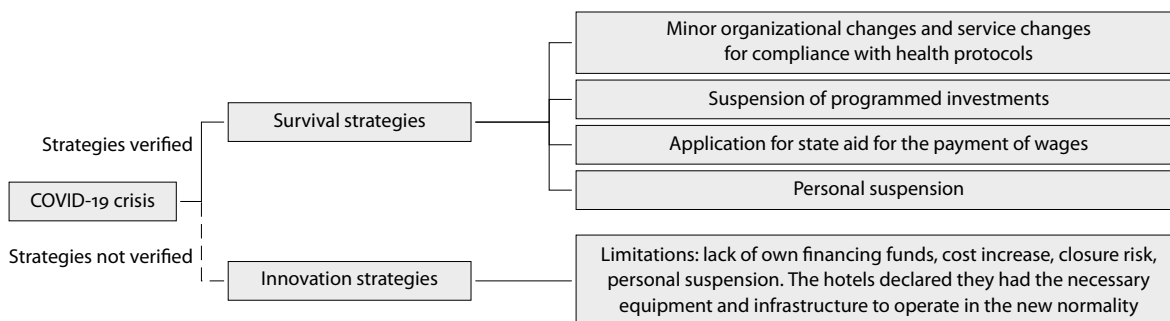 Minor organizational changes and service changes
for compliance with health protocols
Suspension of programmed investments
Survival strategies
Strategies verified
Application for state aid for the payment of wages
Personal suspension
COVID-19 crisis
Strategies not verified
Innovation strategies
Limitations: lack of own financing funds, cost increase, closure risk,
personal suspension. The hotels declared they had the necessary
equipment and infrastructure to operate in the new normality